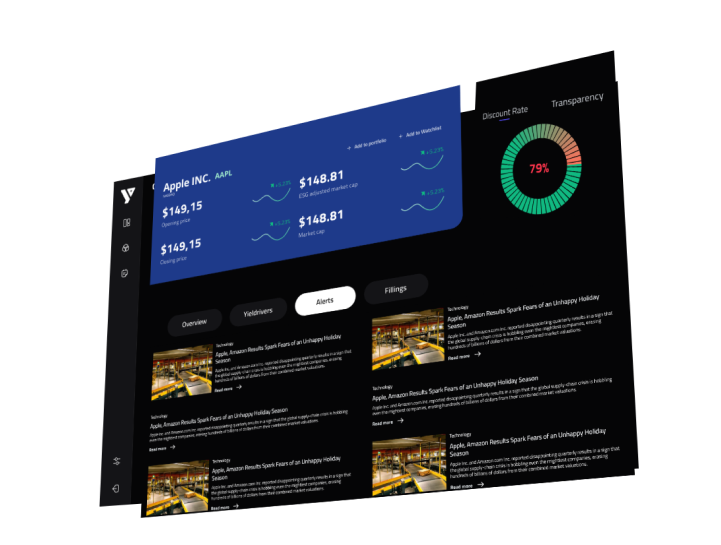 Discount Rate
Transparency
79%
Apple INC. AAPL
+ Add to portfolio
+ Add to Watchlist
$149,15
Opening price
+5.23%
$148.81
ESG adjusted market cap
+5.23%
$149,15
Closing price
+5.23%
$148.81
Market cap
+5.23%
Overview
Yieldrivers
Alerts
Fillings
Technology
Apple, Amazon Results Spark Fears of an Unhappy Holiday
Season
Apple Inc. and Amazon.com Inc. reported disappointing quarterly results in a sign that
the global supply-chain crisis is hobbling even the mightiest companies, erasing
hundreds of billions of dollars from their combined market valuations.
Read more
Technology
Apple, Amazon Results Spark Fears of an Unhappy Holiday
Season
Apple Inc. and Amazon.com Inc. reported disappointing quarterly results in a sign that
the global supply-chain crisis is hobbling even the mightiest companies, erasing
hundreds of billions of dollars from their combined market valuations.
Read more
Technology
Apple, Amazon Results Spark Fears of an Unhappy Holiday Season
Apple Inc. and Amazon.com Inc. reported disappointing quarterly results in a sign that the global supply-chain crisis is hobbling
even the mightiest companies, erasing hundreds of billions of dollars from their combined market valuations.
Read more
Technology
Apple, Amazon Results Spark Fears of an Unhappy Holiday Season
Apple Inc. and Amazon.com Inc. reported disappointing quarterly results in a sign that the global supply-chain crisis is hobbling
even the mightiest companies, erasing hundreds of billions of dollars from their combined market valuations.
Read more
Technology
Apple, Amazon Results Spark Fears of an Unhappy Holiday
Season
Apple Inc. and Amazon.com Inc. reported disappointing quarterly results in a sign that
the global supply-chain crisis is hobbling even the mightiest companies, erasing
hundreds of billions of dollars from their combined market valuations.
Read more
Technology
Apple, Amazon Results Spark Fears of an Unhappy Holiday
Season
Apple Inc. and Amazon.com Inc. reported disappointing quarterly results in a sign that
the global supply-chain crisis is hobbling even the mightiest companies, erasing
hundreds of billions of dollars from their combined market valuations.
Read more